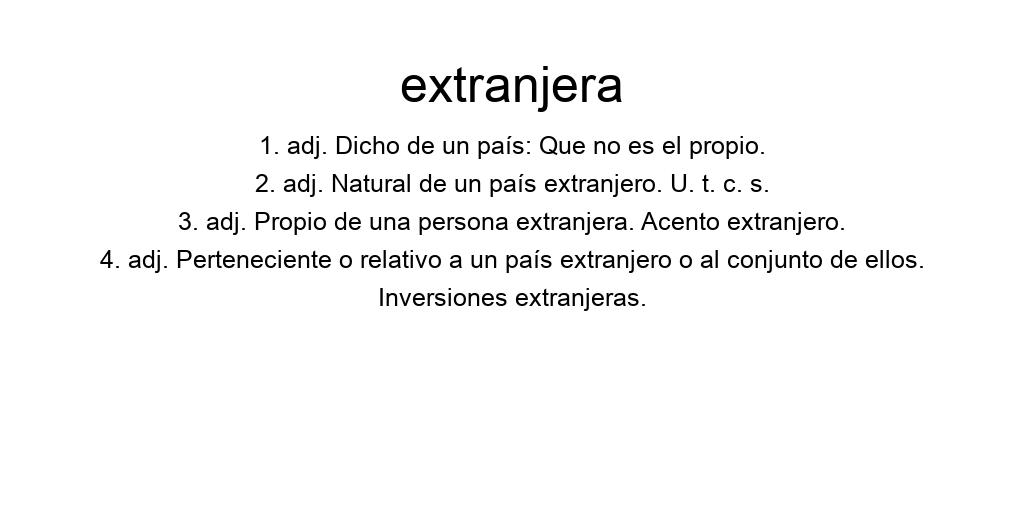 extranjera
1. adj. Dicho de un país: Que no es el propio.
2. adj. Natural de un país extranjero. U. t. c. s.
3. adj. Propio de una persona extranjera. Acento extranjero.
4. adj. Perteneciente o relativo a un país extranjero o al conjunto de ellos.
Inversiones extranjeras.